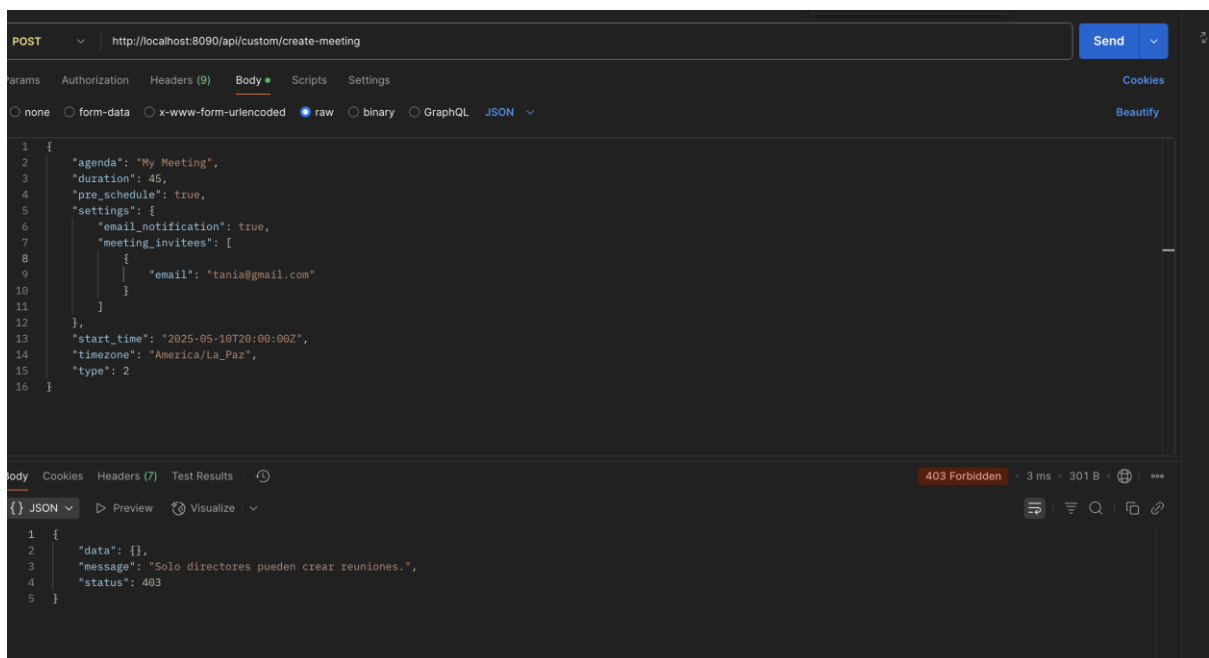 POST http://localhost:8090/api/custom/create-meeting Send
Params Authorization Headers (9) Body Scripts Settings Cookies
none form-data x-www-form-urlencoded raw binary GraphQL JSON Beautify
1 {
2 "agenda": "My Meeting",
3 "duration": 45,
4 "pre_schedule": true,
5 "settings": {
6 "email_notification": true,
7 "meeting_invitees": [
8 {
9 "email": "tania@gmail.com"
10 }
11 ]
12 },
13 "start_time": "2025-05-10T20:00:00Z",
14 "timezone": "America/La_Paz",
15 "type": 2
16 }
Body Cookies Headers (7) Test Results 403 Forbidden • 3 ms • 301 B •
{} JSON Preview Visualize
1 {
2 "data": {},
3 "message": "Solo directores pueden crear reuniones.",
4 "status": 403
5 }